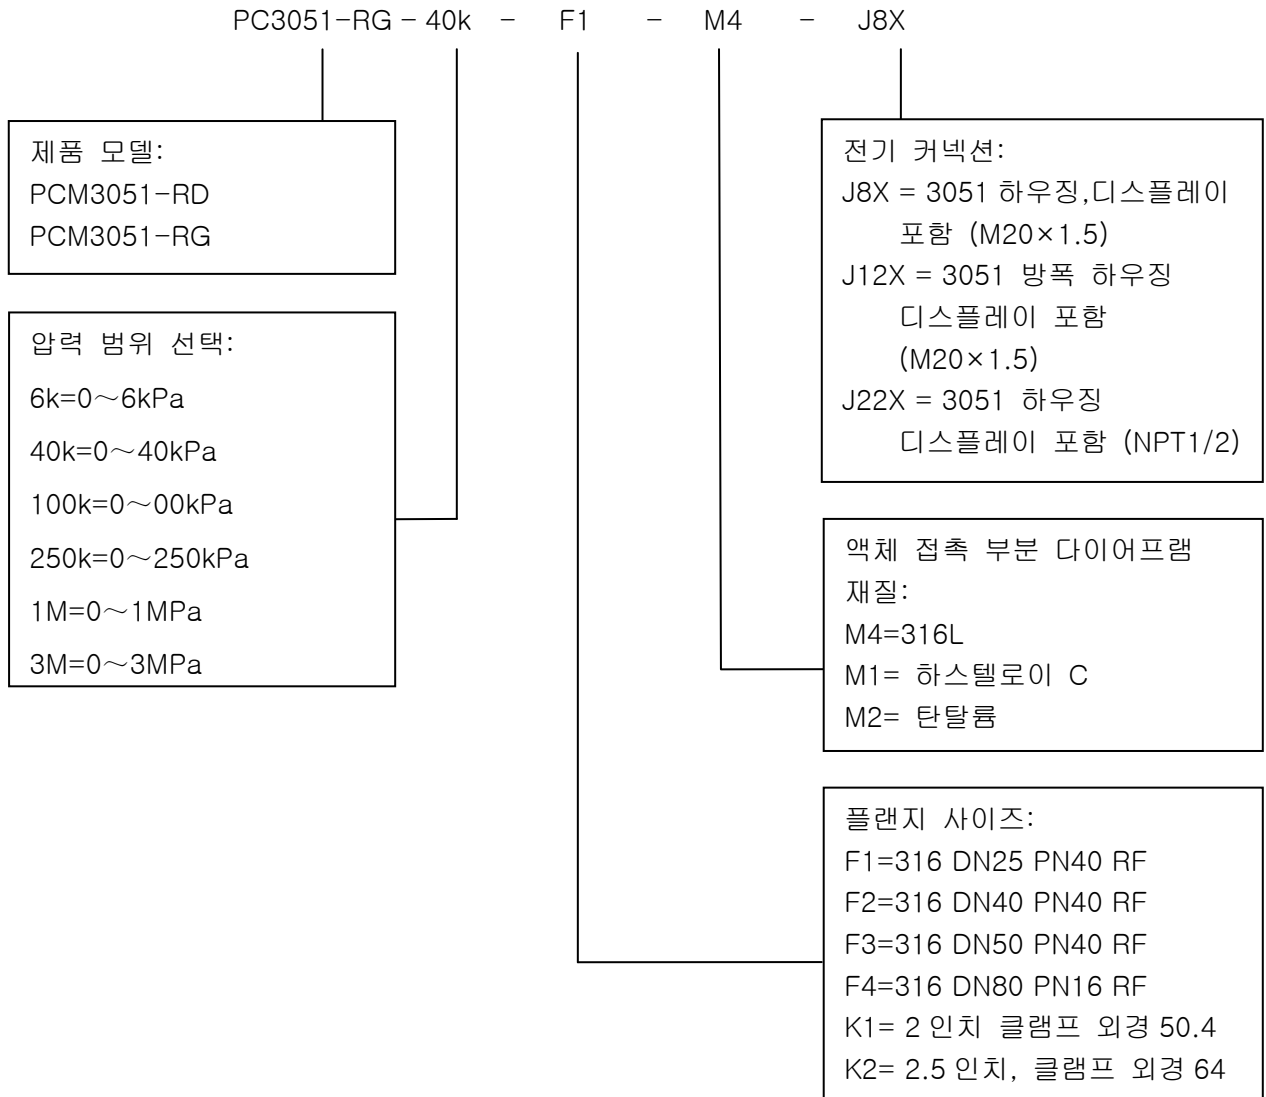 PC3051-RG - 40k - F1 - M4 - J8X
제품 모델:
PCM3051-RD
PCM3051-RG
압력 범위 선택:
6k=0~6kPa
40k=0~40kPa
100k=0~00kPa
250k=0~250kPa
1M=0~1MPa
3M=0~3MPa
전기 커넥션:
J8X = 3051 하우징,디스플레이
포함 (M20×1.5)
J12X = 3051 방폭 하우징
디스플레이 포함
(M20×1.5)
J22X = 3051 하우징
디스플레이 포함 (NPT1/2)
액체 접촉 부분 다이어프램
재질:
M4=316L
M1= 하스텔로이 C
M2= 탄탈륨
플랜지 사이즈:
F1=316 DN25 PN40 RF
F2=316 DN40 PN40 RF
F3=316 DN50 PN40 RF
F4=316 DN80 PN16 RF
K1= 2 인치 클램프 외경 50.4
K2= 2.5 인치, 클램프 외경 64